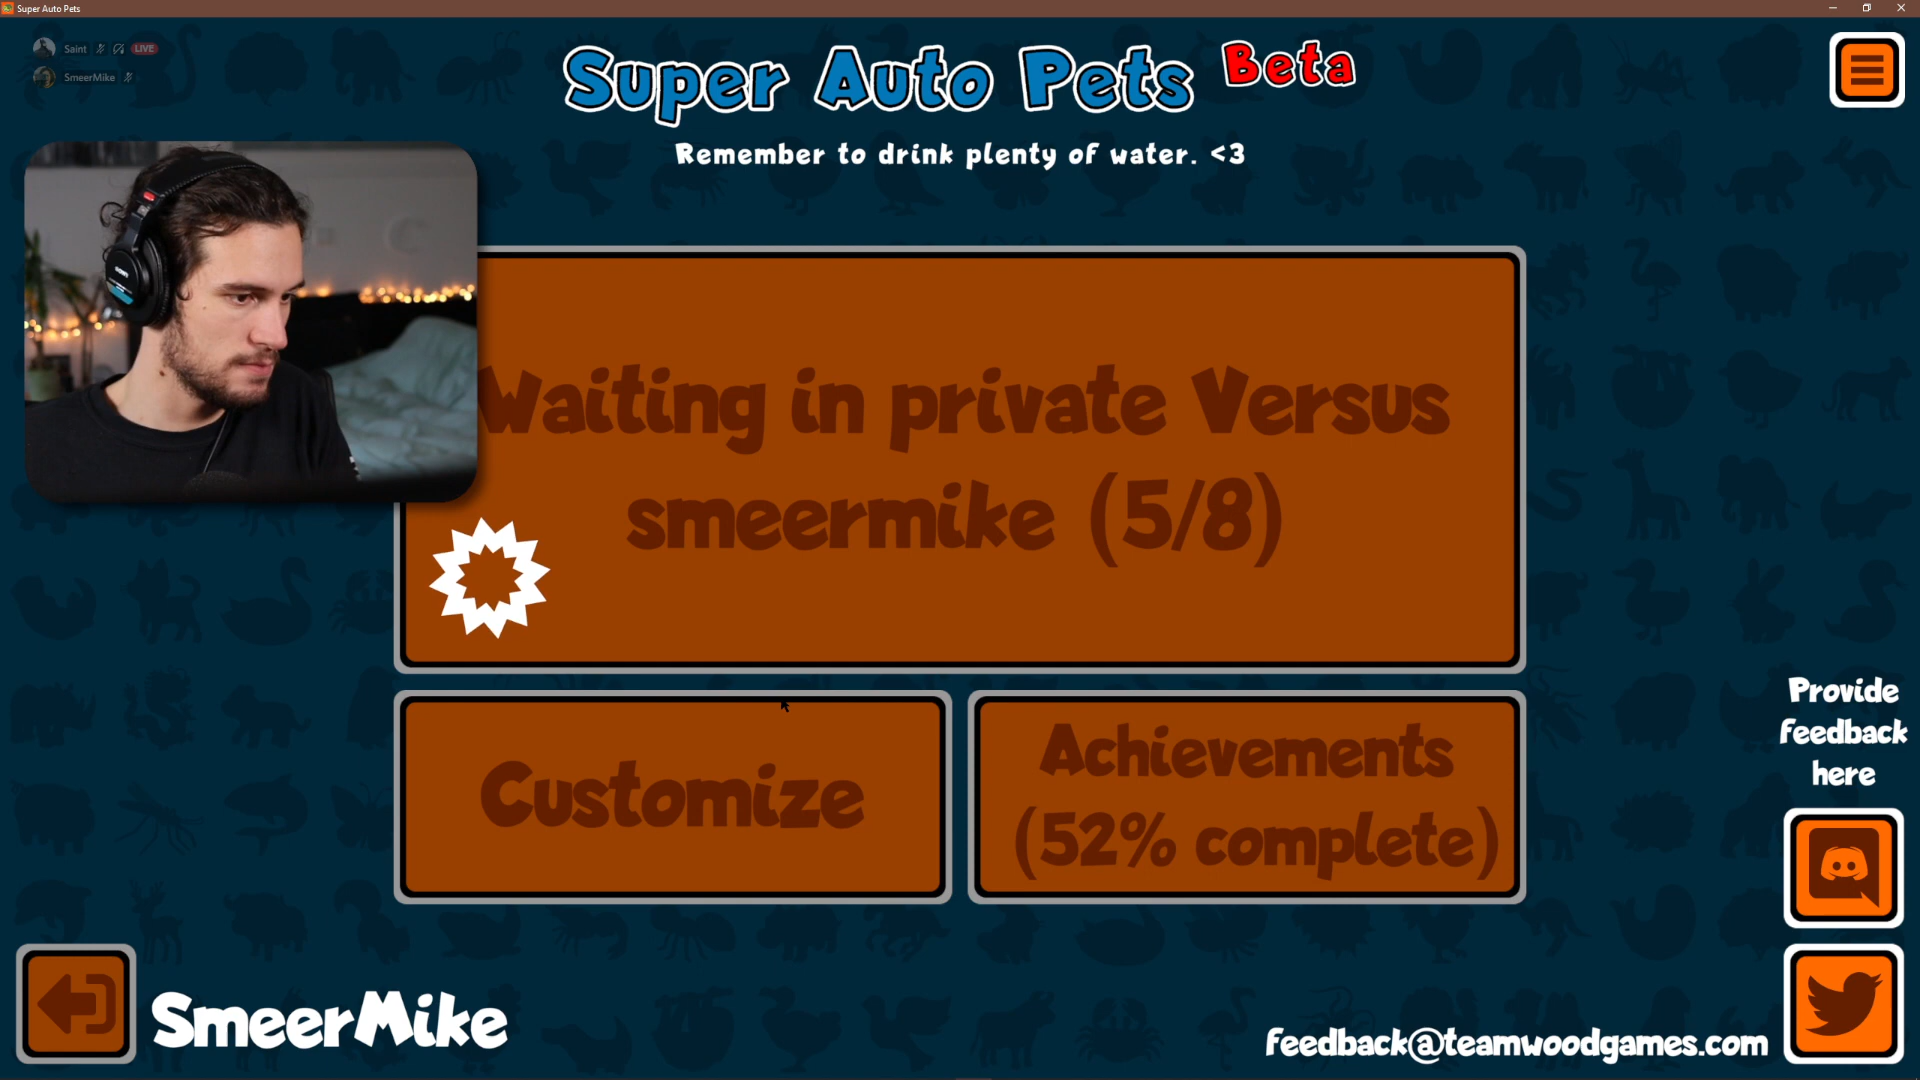 Super Auto Pets
Saint LIVE
SmeerMike
Super Auto Pets Beta
Remember to drink plenty of water. <3
Waiting in private Versus
smeermike (5/8)
Customize
Achievements
(52% complete)
Provide
feedback
here
SmeerMike
feedback@teamwoodgames.com